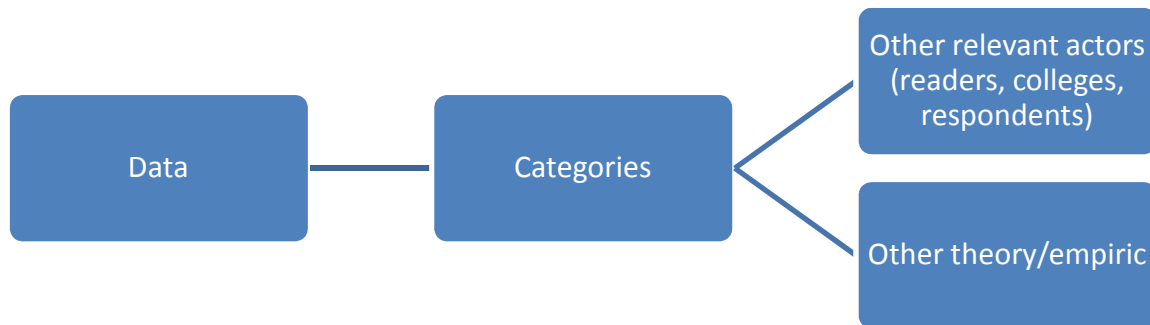 Data
Categories
Other relevant actors
(readers, colleges,
respondents)
Other theory/empiric